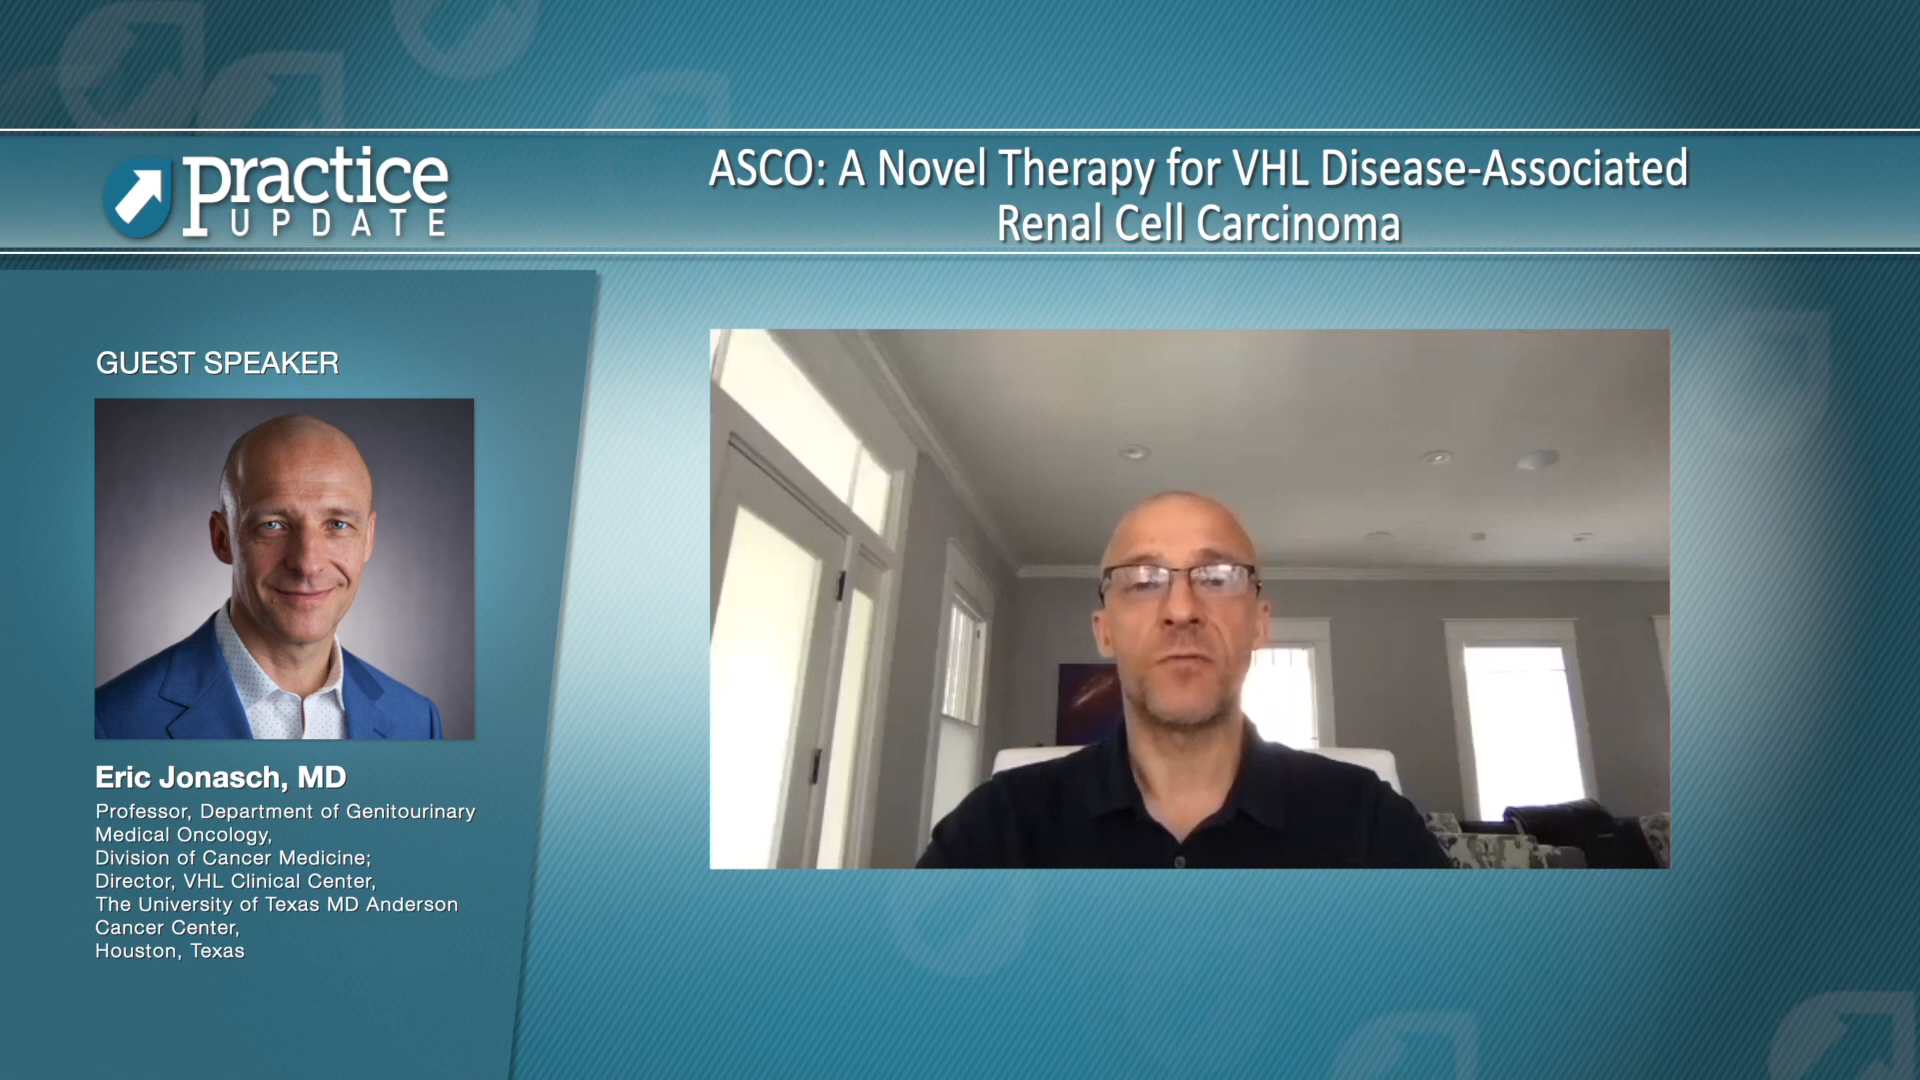 practice
UPDATE
ASCO: A Novel Therapy for VHL Disease-Associated
Renal Cell Carcinoma
GUEST SPEAKER
Eric Jonasch, MD
Professor, Department of Genitourinary
Medical Oncology,
Division of Cancer Medicine;
Director, VHL Clinical Center,
The University of Texas MD Anderson
Cancer Center,
Houston, Texas